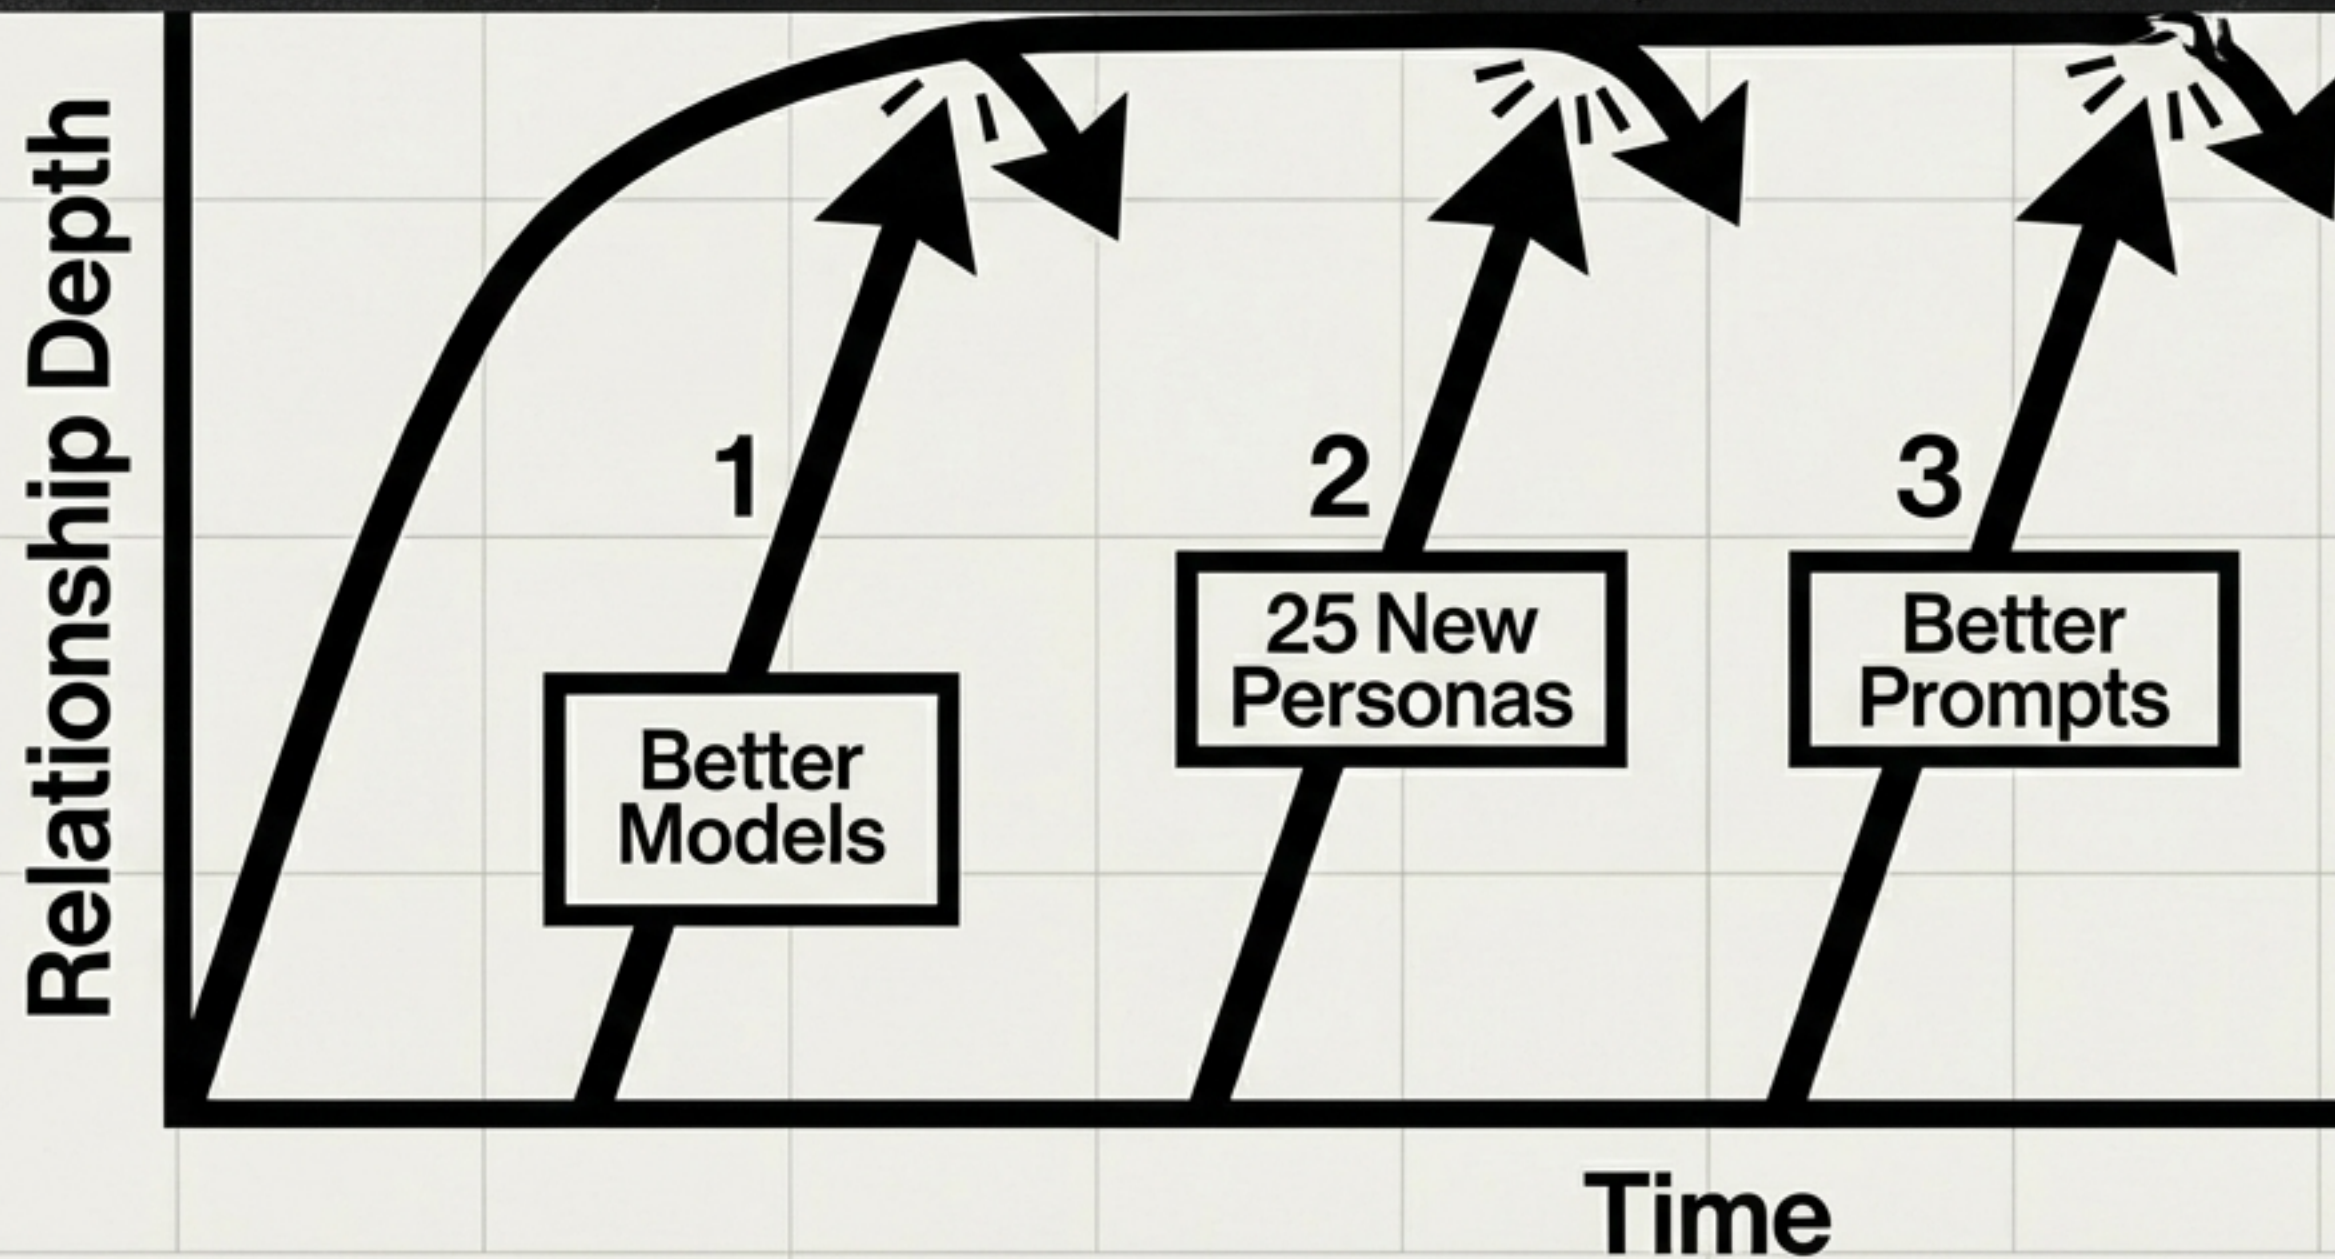 Relationship Depth
1
2
3
Better
Models
25 New
Personas
Better
Prompts
Time